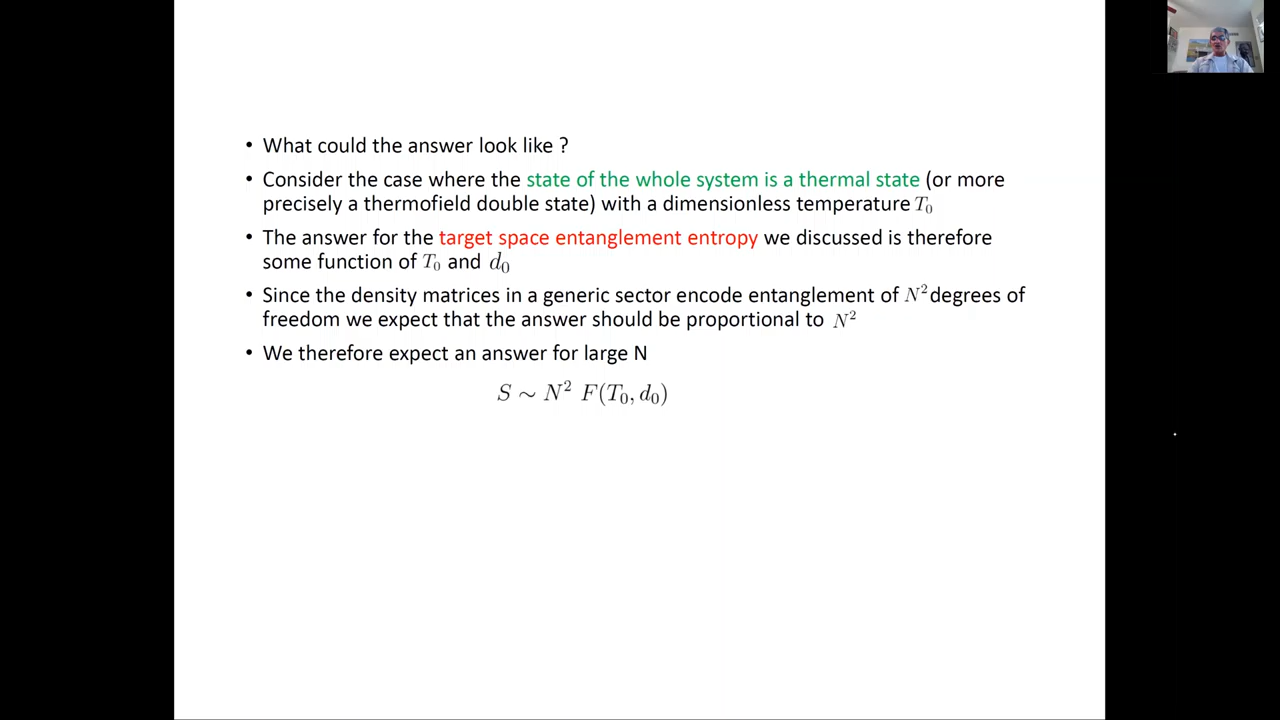 • What could the answer look like ?
• Consider the case where the state of the whole system is a thermal state (or more
precisely a thermofield double state) with a dimensionless temperature T₀
• The answer for the target space entanglement entropy we discussed is therefore
some function of T₀ and d₀
• Since the density matrices in a generic sector encode entanglement of N² degrees of
freedom we expect that the answer should be proportional to N²
• We therefore expect an answer for large N
S ∼ N² F(T₀, d₀)